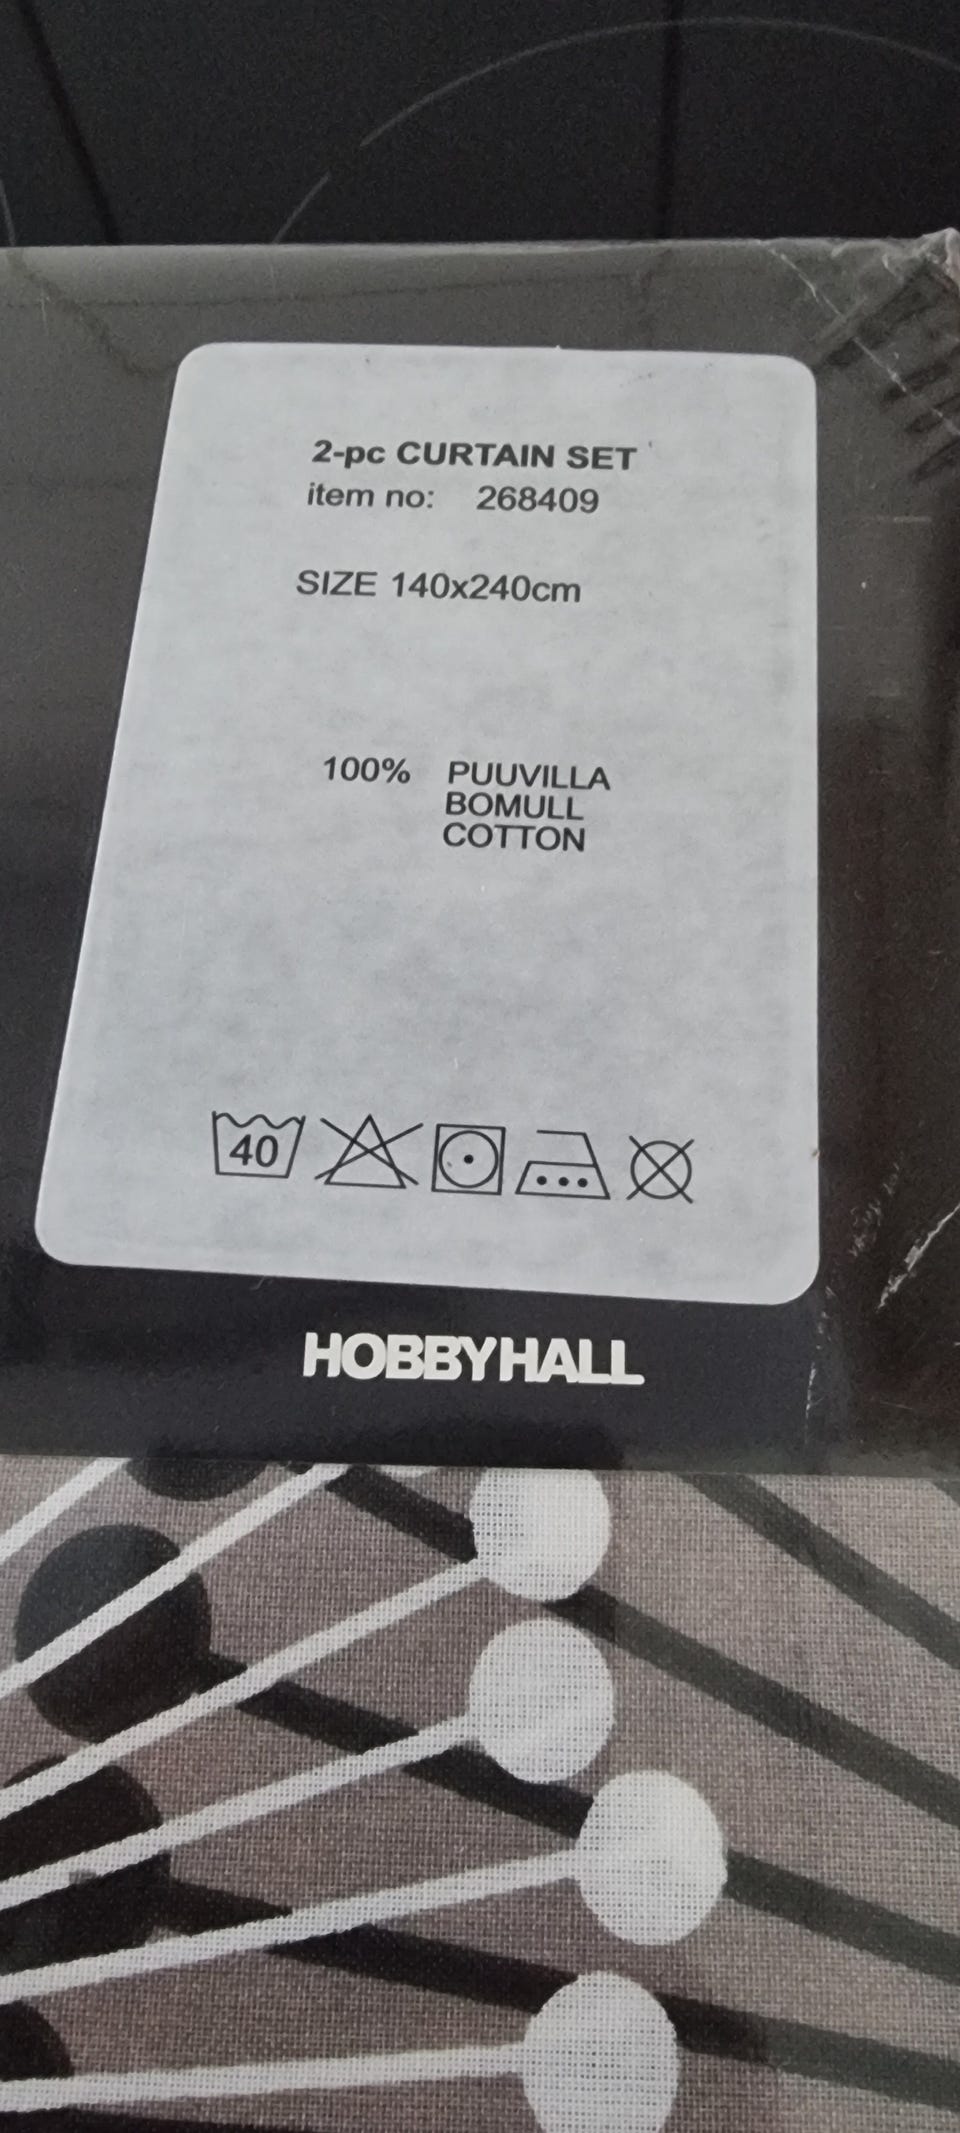 2-pc CURTAIN SET
item no: 268409
SIZE 140x240cm
100% PUUVILLA
BOMULL
COTTON
40
HOBBYHALL